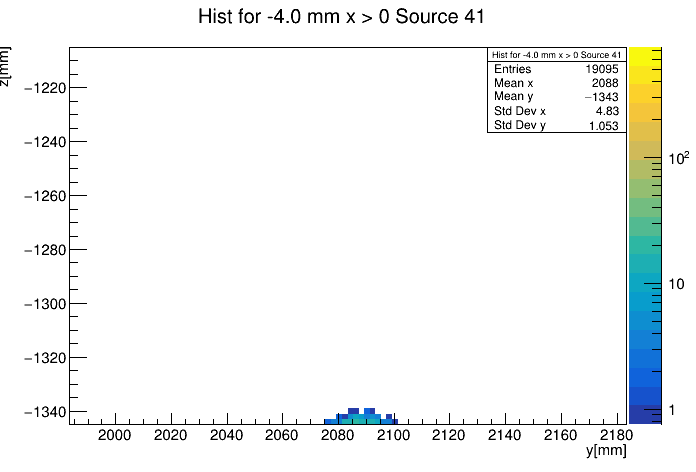 Hist for -4.0 mm x > 0 Source 41
z[mm]
Hist for -4.0 mm x > 0 Source 41
Entries 19095
Mean x 2088
Mean y −1343
Std Dev x 4.83
Std Dev y 1.053
−1220
−1240
−1260
−1280
−1300
−1320
−1340
10²
10
1
2000 2020 2040 2060 2080 2100 2120 2140 2160 2180
y[mm]